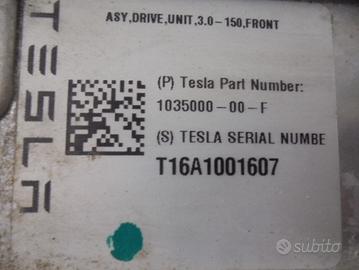 ASY,DRIVE,UNIT,3.0-150,FRONT
TESLA
(P) Tesla Part Number:
1035000-00-F
(S) TESLA SERIAL NUMBE
T16A1001607
subito